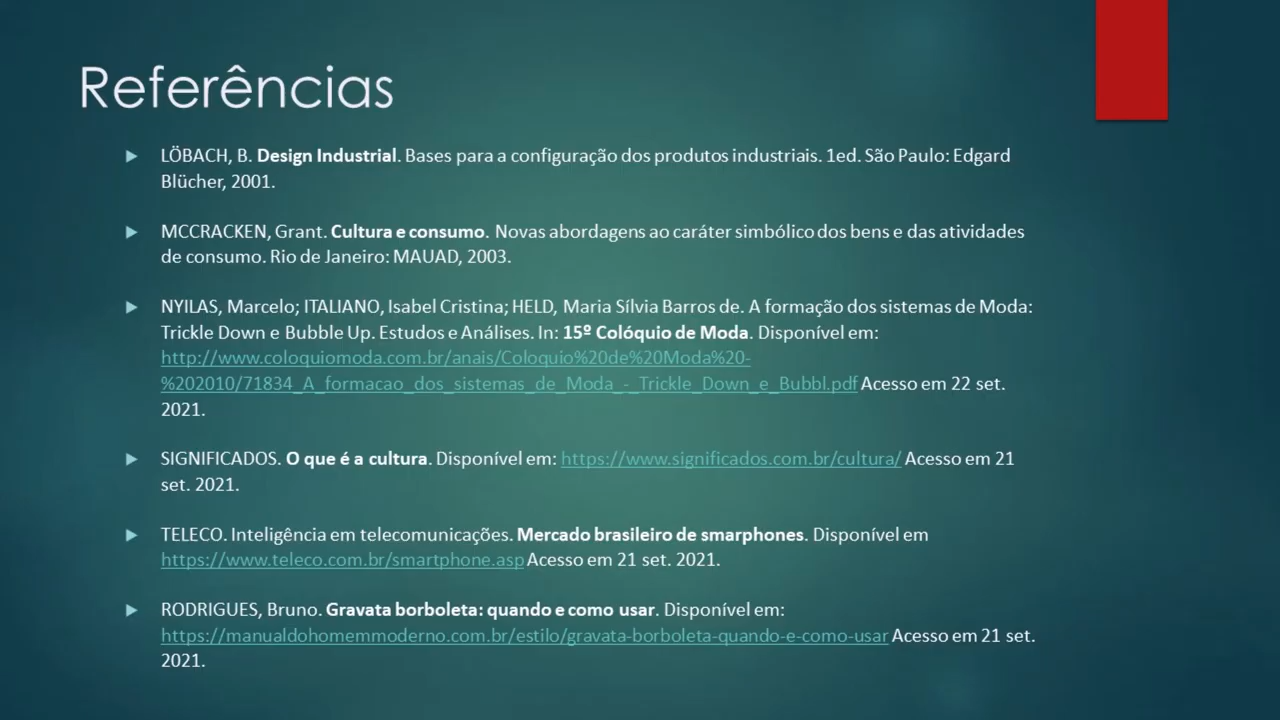 Referências
LÖBACH, B. Design Industrial. Bases para a configuração dos produtos industriais. 1ed. São Paulo: Edgard
Blücher, 2001.
MCCRACKEN, Grant. Cultura e consumo. Novas abordagens ao caráter simbólico dos bens e das atividades
de consumo. Rio de Janeiro: MAUAD, 2003.
NYILAS, Marcelo; ITALIANO, Isabel Cristina; HELD, Maria Sílvia Barros de. A formação dos sistemas de Moda:
Trickle Down e Bubble Up. Estudos e Análises. In: 15º Colóquio de Moda. Disponível em:
http://www.coloquiomoda.com.br/anais/Coloquio%20de%20Moda%20-
%202010/71834_A_formacao_dos_sistemas_de_Moda_-_Trickle_Down_e_Bubbl.pdf Acesso em 22 set.
2021.
SIGNIFICADOS. O que é a cultura. Disponível em: https://www.significados.com.br/cultura/ Acesso em 21
set. 2021.
TELECO. Inteligência em telecomunicações. Mercado brasileiro de smarphones. Disponível em
https://www.teleco.com.br/smartphone.asp Acesso em 21 set. 2021.
RODRIGUES, Bruno. Gravata borboleta: quando e como usar. Disponível em:
https://manualdohomemmoderno.com.br/estilo/gravata-borboleta-quando-e-como-usar Acesso em 21 set.
2021.